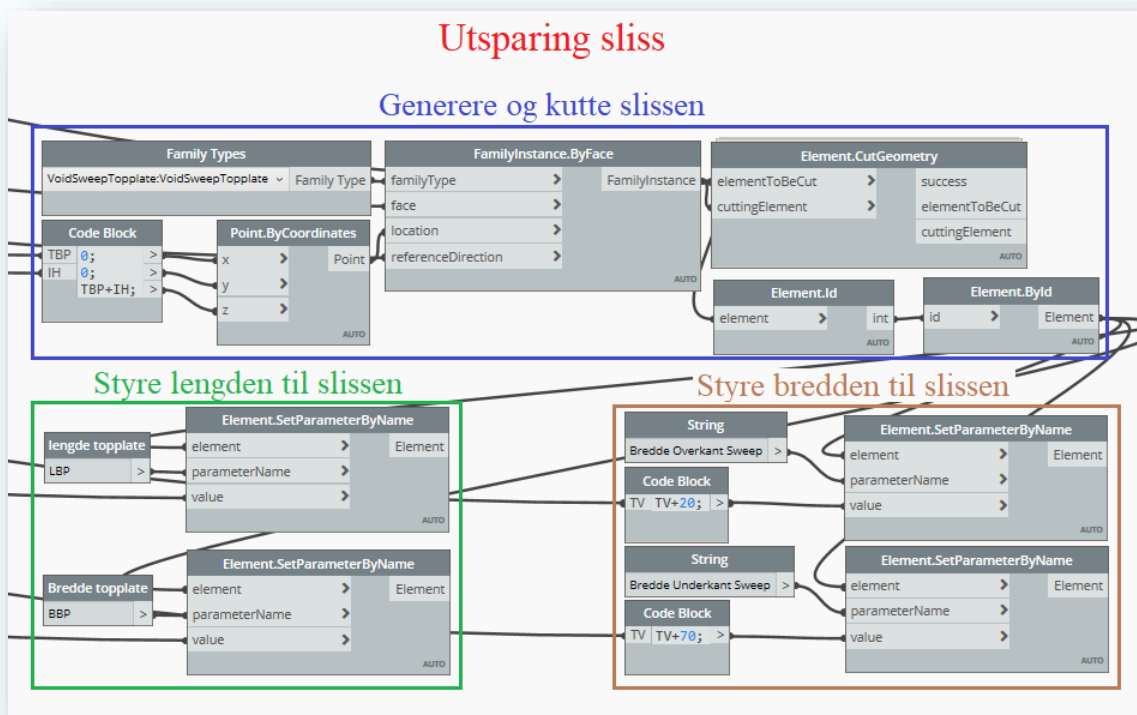 Utsparing sliss
Generere og kutte slissen
Family Types
VoidSweepTopplate:VoidSweepTopplate Family Type
Code Block
TBP 0; >
IH 0; >
TBP+IH; >
Point.ByCoordinates
x > Point
y >
z >
AUTO
FamilyInstance.ByFace
familyType > FamilyInstance
face >
location >
referenceDirection >
AUTO
Element.CutGeometry
elementToBeCut > success
cuttingElement > elementToBeCut
cuttingElement
AUTO
Element.Id
element > int
AUTO
Element.ById
id > Element
AUTO
Styre lengden til slissen
lengde topplate
LBP >
Element.SetParameterByName
element > Element
parameterName >
value >
AUTO
Bredde topplate
BBP >
Element.SetParameterByName
element > Element
parameterName >
value >
AUTO
Styre bredden til slissen
String
Bredde Overkant Sweep >
Code Block
TV TV+20; >
Element.SetParameterByName
element > Element
parameterName >
value >
AUTO
String
Bredde Underkant Sweep >
Code Block
TV TV+70; >
Element.SetParameterByName
element > Element
parameterName >
value >
AUTO